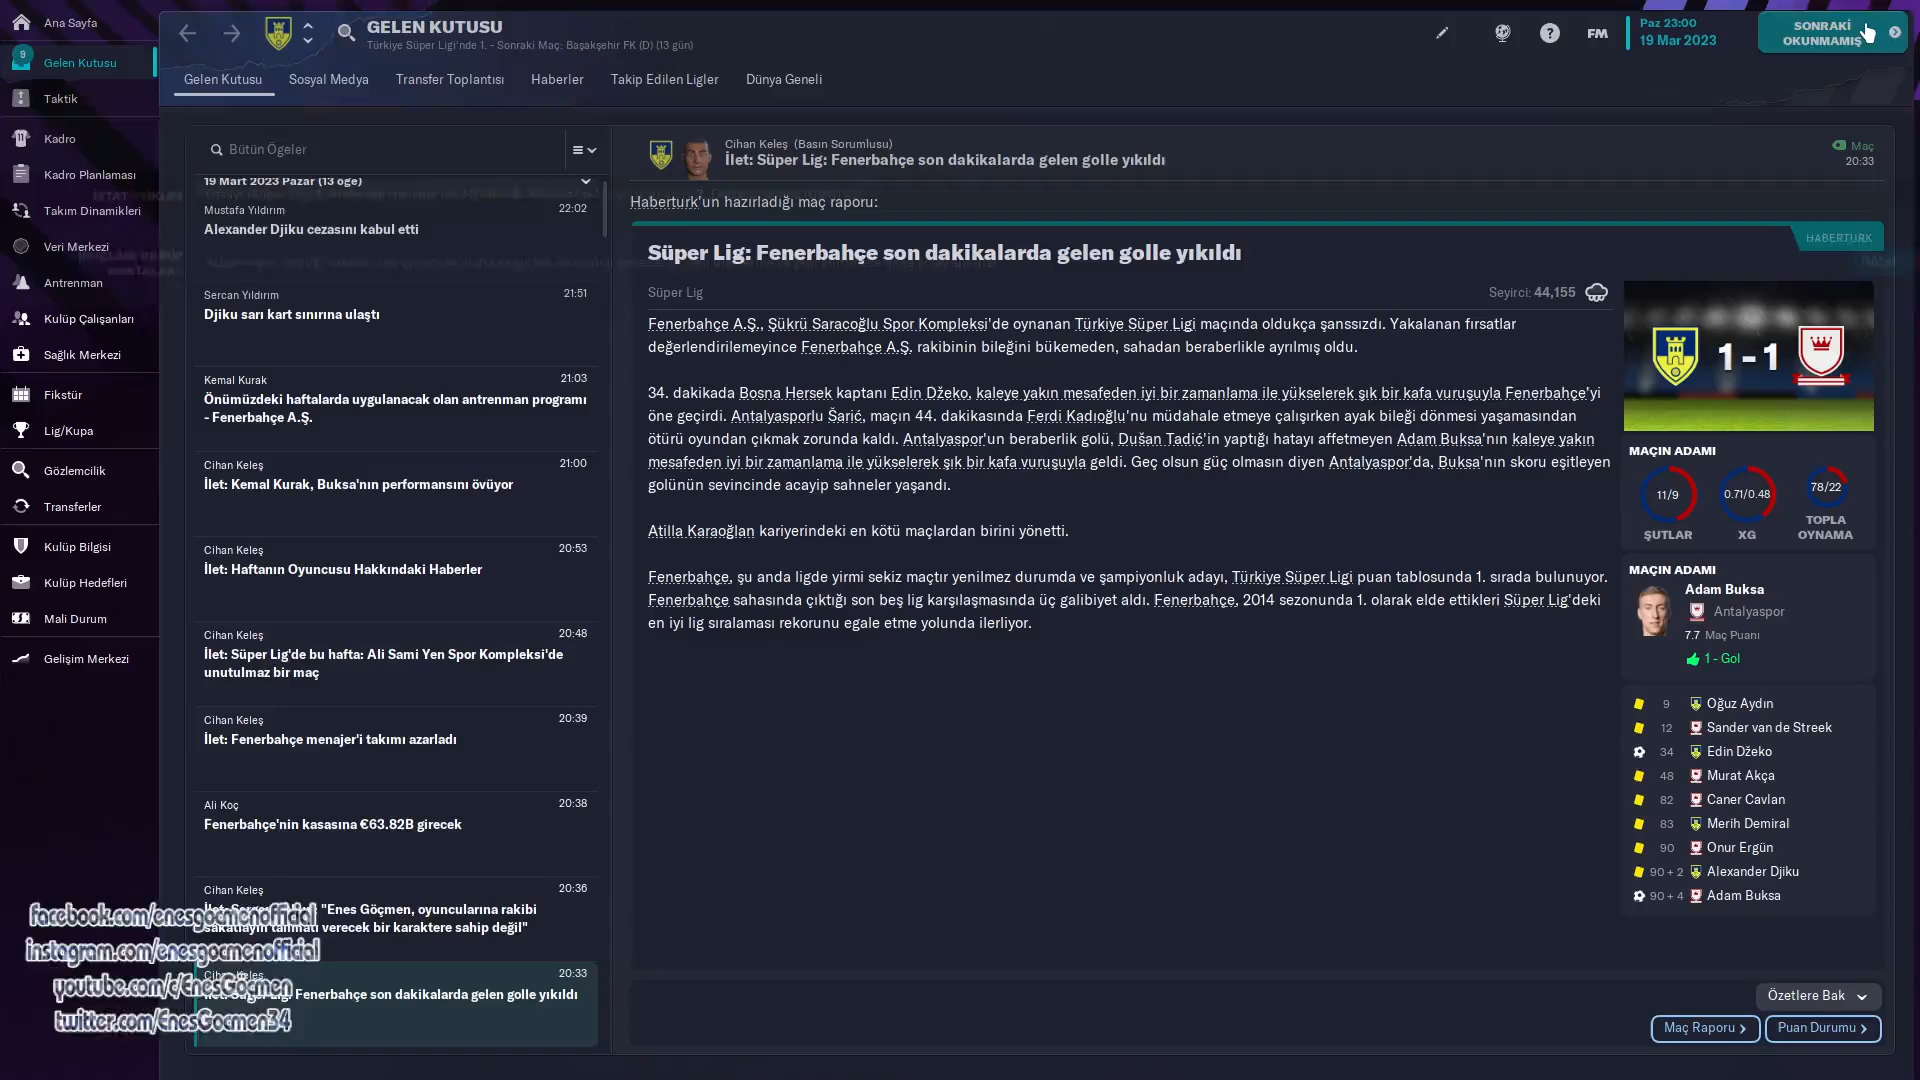 Ana Sayfa
9
Gelen Kutusu
Taktik
Kadro
Kadro Planlaması
Takım Dinamikleri
Veri Merkezi
Antrenman
Kulüp Çalışanları
Sağlık Merkezi
Fikstür
Lig/Kupa
Gözlemcilik
Transferler
Kulüp Bilgisi
Kulüp Hedefleri
Mali Durum
Gelişim Merkezi
GELEN KUTUSU
Türkiye Süper Ligi'nde 1. - Sonraki Maç: Başakşehir FK (D) (13 gün)
FM
Paz 23:00
19 Mar 2023
SONRAKİ
OKUNMAMIŞ
Gelen Kutusu Sosyal Medya Transfer Toplantısı Haberler Takip Edilen Ligler Dünya Geneli
Bütün Ögeler
19 Mart 2023 Pazar (13 öge)
Mustafa Yıldırım 22:02
Alexander Djiku cezasını kabul etti
Sercan Yıldırım 21:51
Djiku sarı kart sınırına ulaştı
Kemal Kurak 21:03
Önümüzdeki haftalarda uygulanacak olan antrenman programı
- Fenerbahçe A.Ş.
Cihan Keleş 21:00
İlet: Kemal Kurak, Buksa'nın performansını övüyor
Cihan Keleş 20:53
İlet: Haftanın Oyuncusu Hakkındaki Haberler
Cihan Keleş 20:48
İlet: Süper Lig'de bu hafta: Ali Sami Yen Spor Kompleksi'de
unutulmaz bir maç
Cihan Keleş 20:39
İlet: Fenerbahçe menajer'i takımı azarladı
Ali Koç 20:38
Fenerbahçe'nin kasasına €63.82B girecek
Cihan Keleş 20:36
"Enes Göçmen, oyuncularına rakibi
sakatlayın talimatı verecek bir karaktere sahip değil"
Cihan Keleş 20:33
İlet: Süper Lig: Fenerbahçe son dakikalarda gelen golle yıkıldı
facebook.com/enesgocmenofficial
instagram.com/enesgocmenofficial
youtube.com/c/EnesGöçmen
twitter.com/EnesGocmen34
Cihan Keleş (Basın Sorumlusu)
İlet: Süper Lig: Fenerbahçe son dakikalarda gelen golle yıkıldı
Maç
20:33
Haberturk'un hazırladığı maç raporu:
HABERTURK
Süper Lig: Fenerbahçe son dakikalarda gelen golle yıkıldı
Süper Lig Seyirci: 44,155
Fenerbahçe A.Ş., Şükrü Saracoğlu Spor Kompleksi'de oynanan Türkiye Süper Ligi maçında oldukça şanssızdı. Yakalanan fırsatlar
değerlendirilemeyince Fenerbahçe A.Ş. rakibinin bileğini bükemeden, sahadan beraberlikle ayrılmış oldu.
34. dakikada Bosna Hersek kaptanı Edin Džeko, kaleye yakın mesafeden iyi bir zamanlama ile yükselerek şık bir kafa vuruşuyla Fenerbahçe'yi
öne geçirdi. Antalyasporlu Šarić, maçın 44. dakikasında Ferdi Kadıoğlu'nu müdahale etmeye çalışırken ayak bileği dönmesi yaşamasından
ötürü oyundan çıkmak zorunda kaldı. Antalyaspor'un beraberlik golü, Dušan Tadić'in yaptığı hatayı affetmeyen Adam Buksa'nın kaleye yakın
mesafeden iyi bir zamanlama ile yükselerek şık bir kafa vuruşuyla geldi. Geç olsun güç olmasın diyen Antalyaspor'da, Buksa'nın skoru eşitleyen
golünün sevincinde acayip sahneler yaşandı.
Atilla Karaoğlan kariyerindeki en kötü maçlardan birini yönetti.
Fenerbahçe, şu anda ligde yirmi sekiz maçtır yenilmez durumda ve şampiyonluk adayı, Türkiye Süper Ligi puan tablosunda 1. sırada bulunuyor.
Fenerbahçe sahasında çıktığı son beş lig karşılaşmasında üç galibiyet aldı. Fenerbahçe, 2014 sezonunda 1. olarak elde ettikleri Süper Lig'deki
en iyi lig sıralaması rekorunu egale etme yolunda ilerliyor.
1 - 1
MAÇIN ADAMI
11/9 0.71/0.48 78/22
ŞUTLAR XG TOPLA
OYNAMA
MAÇIN ADAMI
Adam Buksa
Antalyaspor
7.7 Maç Puanı
1 - Gol
9 Oğuz Aydın
12 Sander van de Streek
34 Edin Džeko
48 Murat Akça
82 Caner Cavlan
83 Merih Demiral
90 Onur Ergün
90 + 2 Alexander Djiku
90 + 4 Adam Buksa
Özetlere Bak
Maç Raporu
Puan Durumu